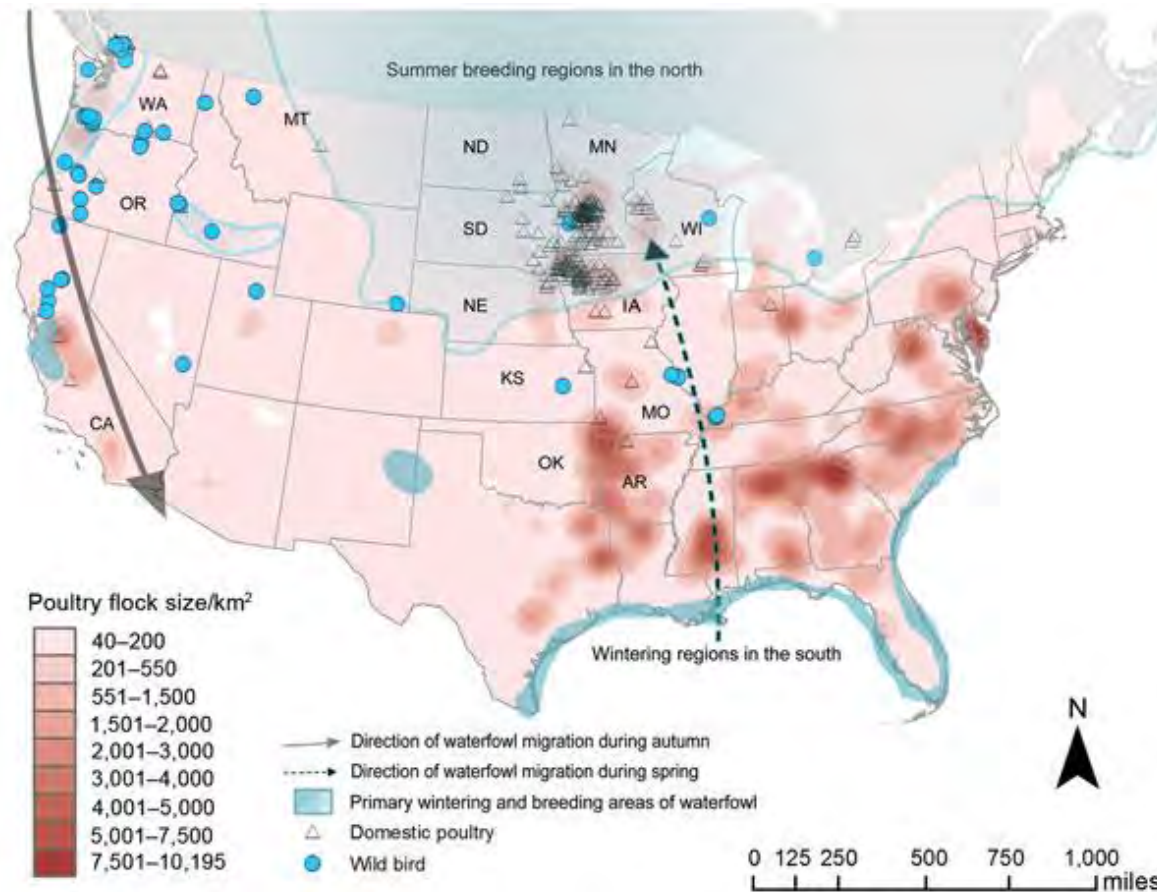 Summer breeding regions in the north
WA
MT
ND
MN
OR
SD
WI
NE
IA
KS
MO
CA
OK
AR
Wintering regions in the south
Poultry flock size/km²
40–200
201–550
551–1,500
1,501–2,000
2,001–3,000
3,001–4,000
4,001–5,000
5,001–7,500
7,501–10,195
Direction of waterfowl migration during autumn
Direction of waterfowl migration during spring
Primary wintering and breeding areas of waterfowl
Domestic poultry
Wild bird
N
0 125 250 500 750 1,000
miles